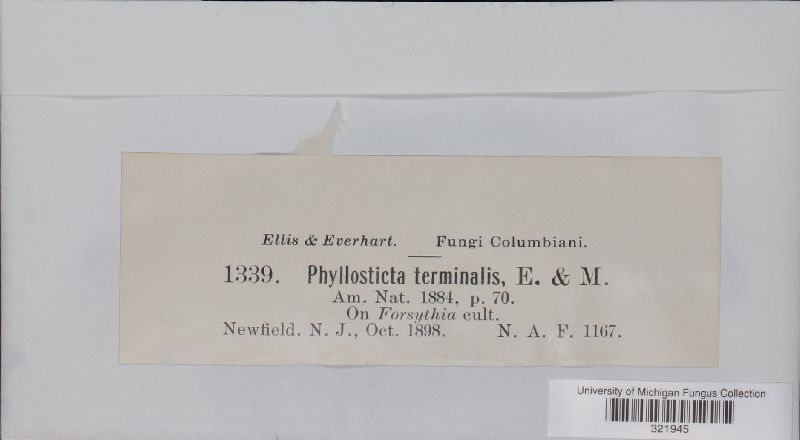 Ellis & Everhart. Fungi Columbiani.
1339. Phyllosticta terminalis, E. & M.
Am. Nat. 1884, p. 70.
On Forsythia cult.
Newfield. N. J., Oct. 1898. N. A. F. 1167.
University of Michigan Fungus Collection
321945